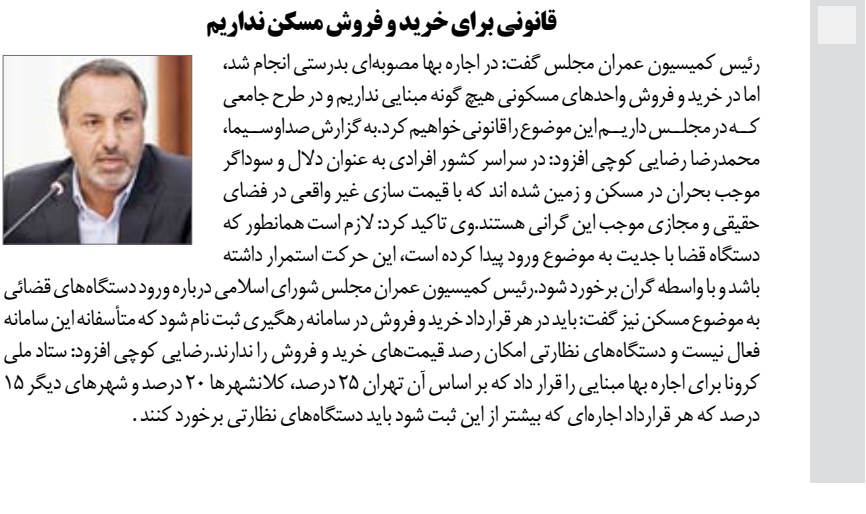 قانونی برای خرید و فروش مسکن نداریم
رئیس کمیسیون عمران مجلس گفت: در اجاره بها مصوبه‌ای بدرستی انجام شد،
اما در خرید و فروش واحدهای مسکونی هیچ گونه مبنایی نداریم و در طرح جامعی
کـه در مجلـس داریـم این موضوع را قانونی خواهیم کرد.به گزارش صداوسـیما،
محمدرضا رضایی کوچی افزود: در سراسر کشور افرادی به عنوان دلال و سوداگر
موجب بحران در مسکن و زمین شده اند که با قیمت سازی غیر واقعی در فضای
حقیقی و مجازی موجب این گرانی هستند.وی تاکید کرد: لازم است همانطور که
دستگاه قضا با جدیت به موضوع ورود پیدا کرده است، این حرکت استمرار داشته
باشد و با واسطه گران برخورد شود.رئیس کمیسیون عمران مجلس شورای اسلامی درباره ورود دستگاه‌های قضائی
به موضوع مسکن نیز گفت: باید در هر قرارداد خرید و فروش در سامانه رهگیری ثبت نام شود که متأسفانه این سامانه
فعال نیست و دستگاه‌های نظارتی امکان رصد قیمت‌های خرید و فروش را ندارند.رضایی کوچی افزود: ستاد ملی
کرونا برای اجاره بها مبنایی را قرار داد که بر اساس آن تهران ۲۵ درصد، کلانشهرها ۲۰ درصد و شهرهای دیگر ۱۵
درصد که هر قرارداد اجاره‌ای که بیشتر از این ثبت شود باید دستگاه‌های نظارتی برخورد کنند .